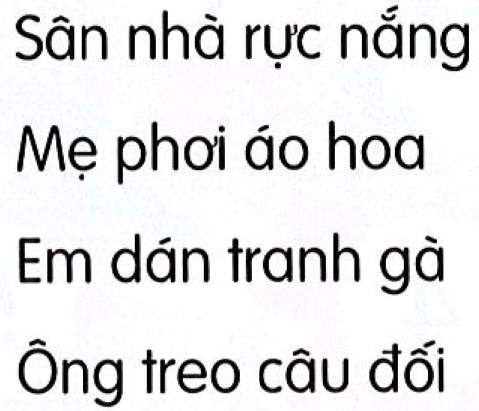 Sân nhà rực nắng
Mẹ phơi áo hoa
Em dán tranh gà
Ông treo câu đối